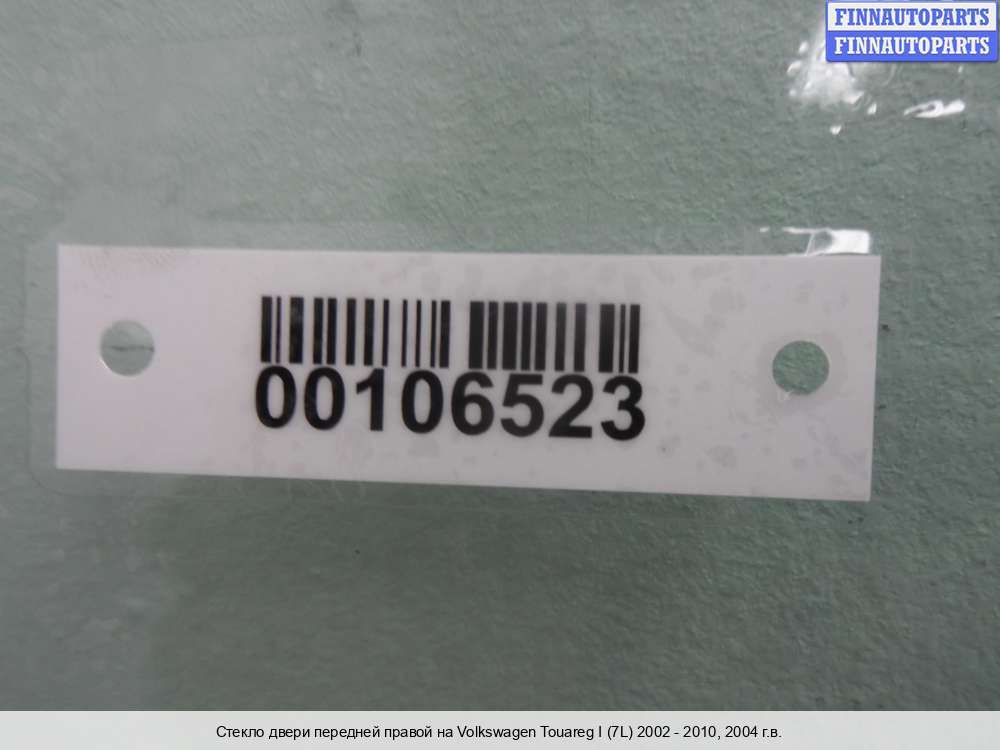 FINNAUTOPARTS
FINNAUTOPARTS
00106523
Стекло двери передней правой на Volkswagen Touareg I (7L) 2002 - 2010, 2004 г.в.